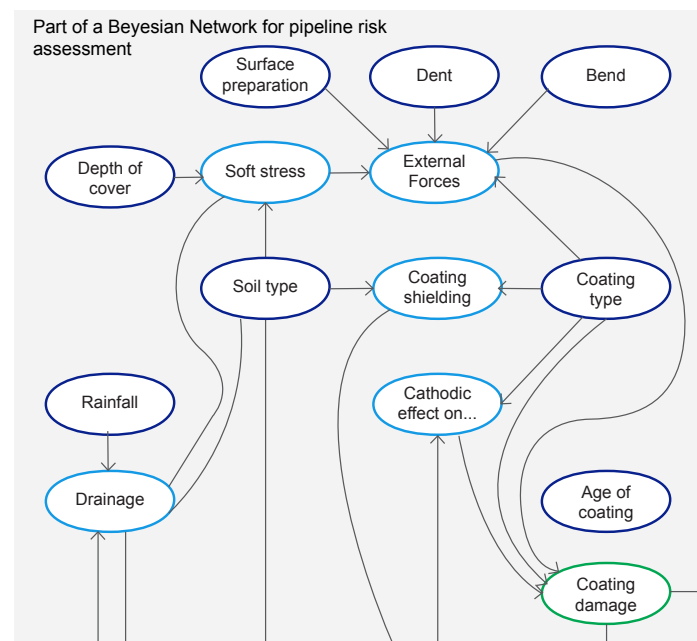 Part of a Beyesian Network for pipeline risk
assessment
Surface
preparation
Dent
Bend
Depth of
cover
Soft stress
External
Forces
Soil type
Coating
shielding
Coating
type
Rainfall
Cathodic
effect on...
Drainage
Age of
coating
Coating
damage